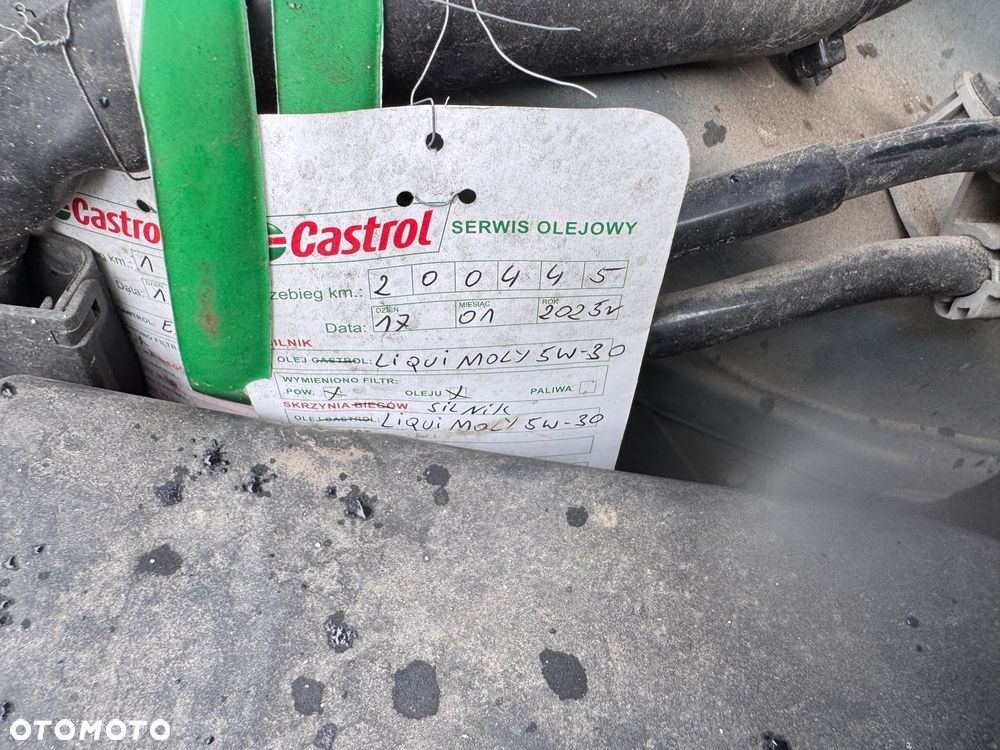 Castrol
Castrol SERWIS OLEJOWY
zebieg km.: 200445
km.: 1
DZIEŃ MIESIĄC ROK
Data: 17 01 2025r
Data: 1
ILNIK
OLEJ CASTROL: LIQUI MOLY 5W-30
WYMIENIONO FILTR:
POW. X OLEJU X PALIWA
SKRZYNIA BIEGÓW SILNIK
OLEJ CASTROL: LIQUI MOLY 5W-30
OTOMOTO